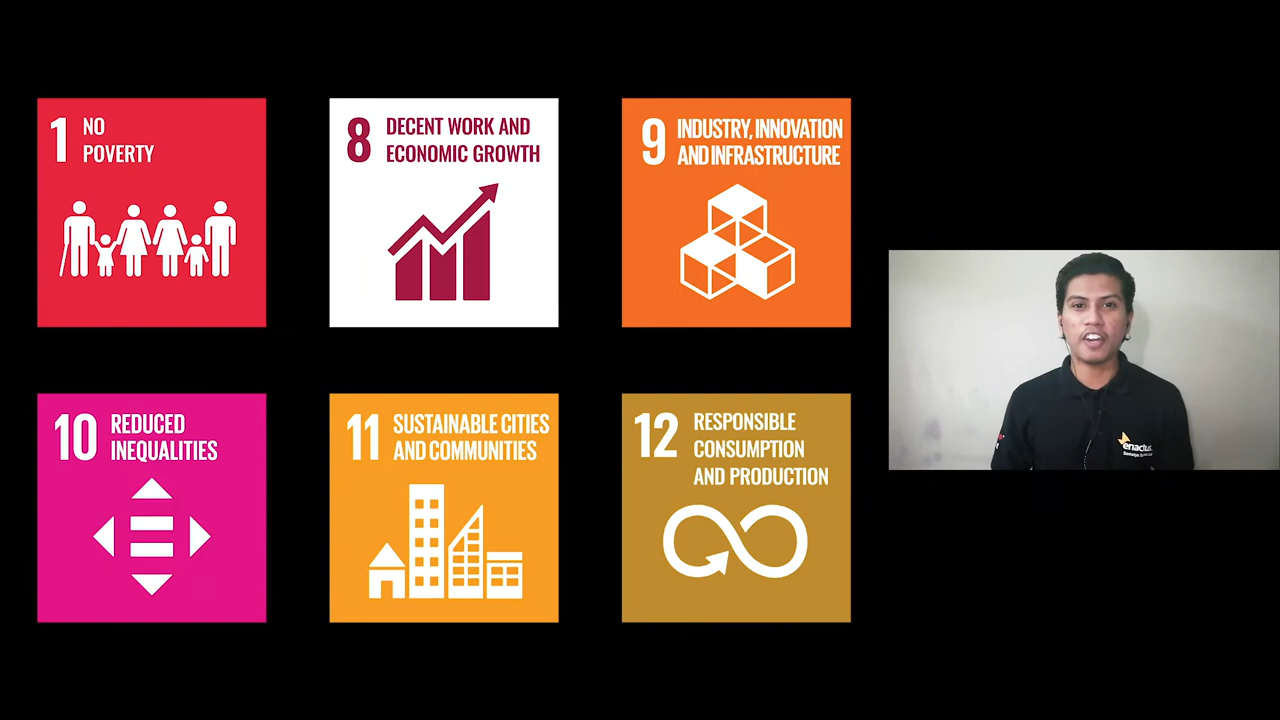 1 NO
POVERTY
8 DECENT WORK AND
ECONOMIC GROWTH
9 INDUSTRY, INNOVATION
AND INFRASTRUCTURE
10 REDUCED
INEQUALITIES
11 SUSTAINABLE CITIES
AND COMMUNITIES
12 RESPONSIBLE
CONSUMPTION
AND PRODUCTION
enactus